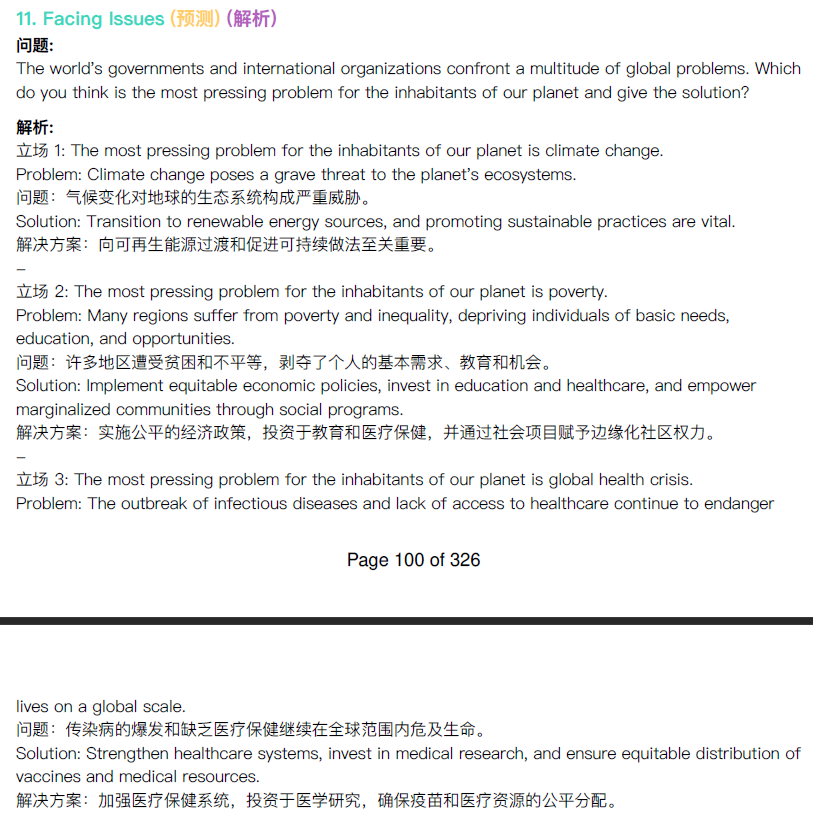 11. Facing Issues (预测) (解析)
问题:
The world's governments and international organizations confront a multitude of global problems. Which
do you think is the most pressing problem for the inhabitants of our planet and give the solution?
解析:
立场 1: The most pressing problem for the inhabitants of our planet is climate change.
Problem: Climate change poses a grave threat to the planet's ecosystems.
问题：气候变化对地球的生态系统构成严重威胁。
Solution: Transition to renewable energy sources, and promoting sustainable practices are vital.
解决方案：向可再生能源过渡和促进可持续做法至关重要。
–
立场 2: The most pressing problem for the inhabitants of our planet is poverty.
Problem: Many regions suffer from poverty and inequality, depriving individuals of basic needs,
education, and opportunities.
问题：许多地区遭受贫困和不平等，剥夺了个人的基本需求、教育和机会。
Solution: Implement equitable economic policies, invest in education and healthcare, and empower
marginalized communities through social programs.
解决方案：实施公平的经济政策，投资于教育和医疗保健，并通过社会项目赋予边缘化社区权力。
–
立场 3: The most pressing problem for the inhabitants of our planet is global health crisis.
Problem: The outbreak of infectious diseases and lack of access to healthcare continue to endanger
Page 100 of 326
lives on a global scale.
问题：传染病的爆发和缺乏医疗保健继续在全球范围内危及生命。
Solution: Strengthen healthcare systems, invest in medical research, and ensure equitable distribution of
vaccines and medical resources.
解决方案：加强医疗保健系统，投资于医学研究，确保疫苗和医疗资源的公平分配。